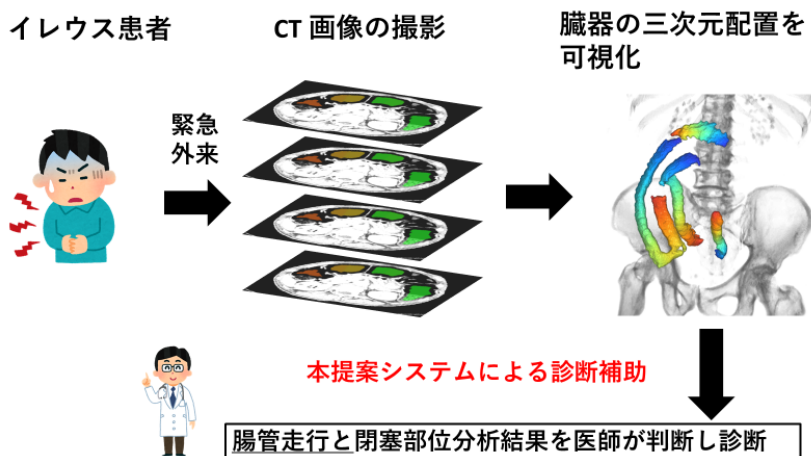 イレウス患者
CT 画像の撮影
臓器の三次元配置を
可視化
緊急
外来
本提案システムによる診断補助
腸管走行と閉塞部位分析結果を医師が判断し診断